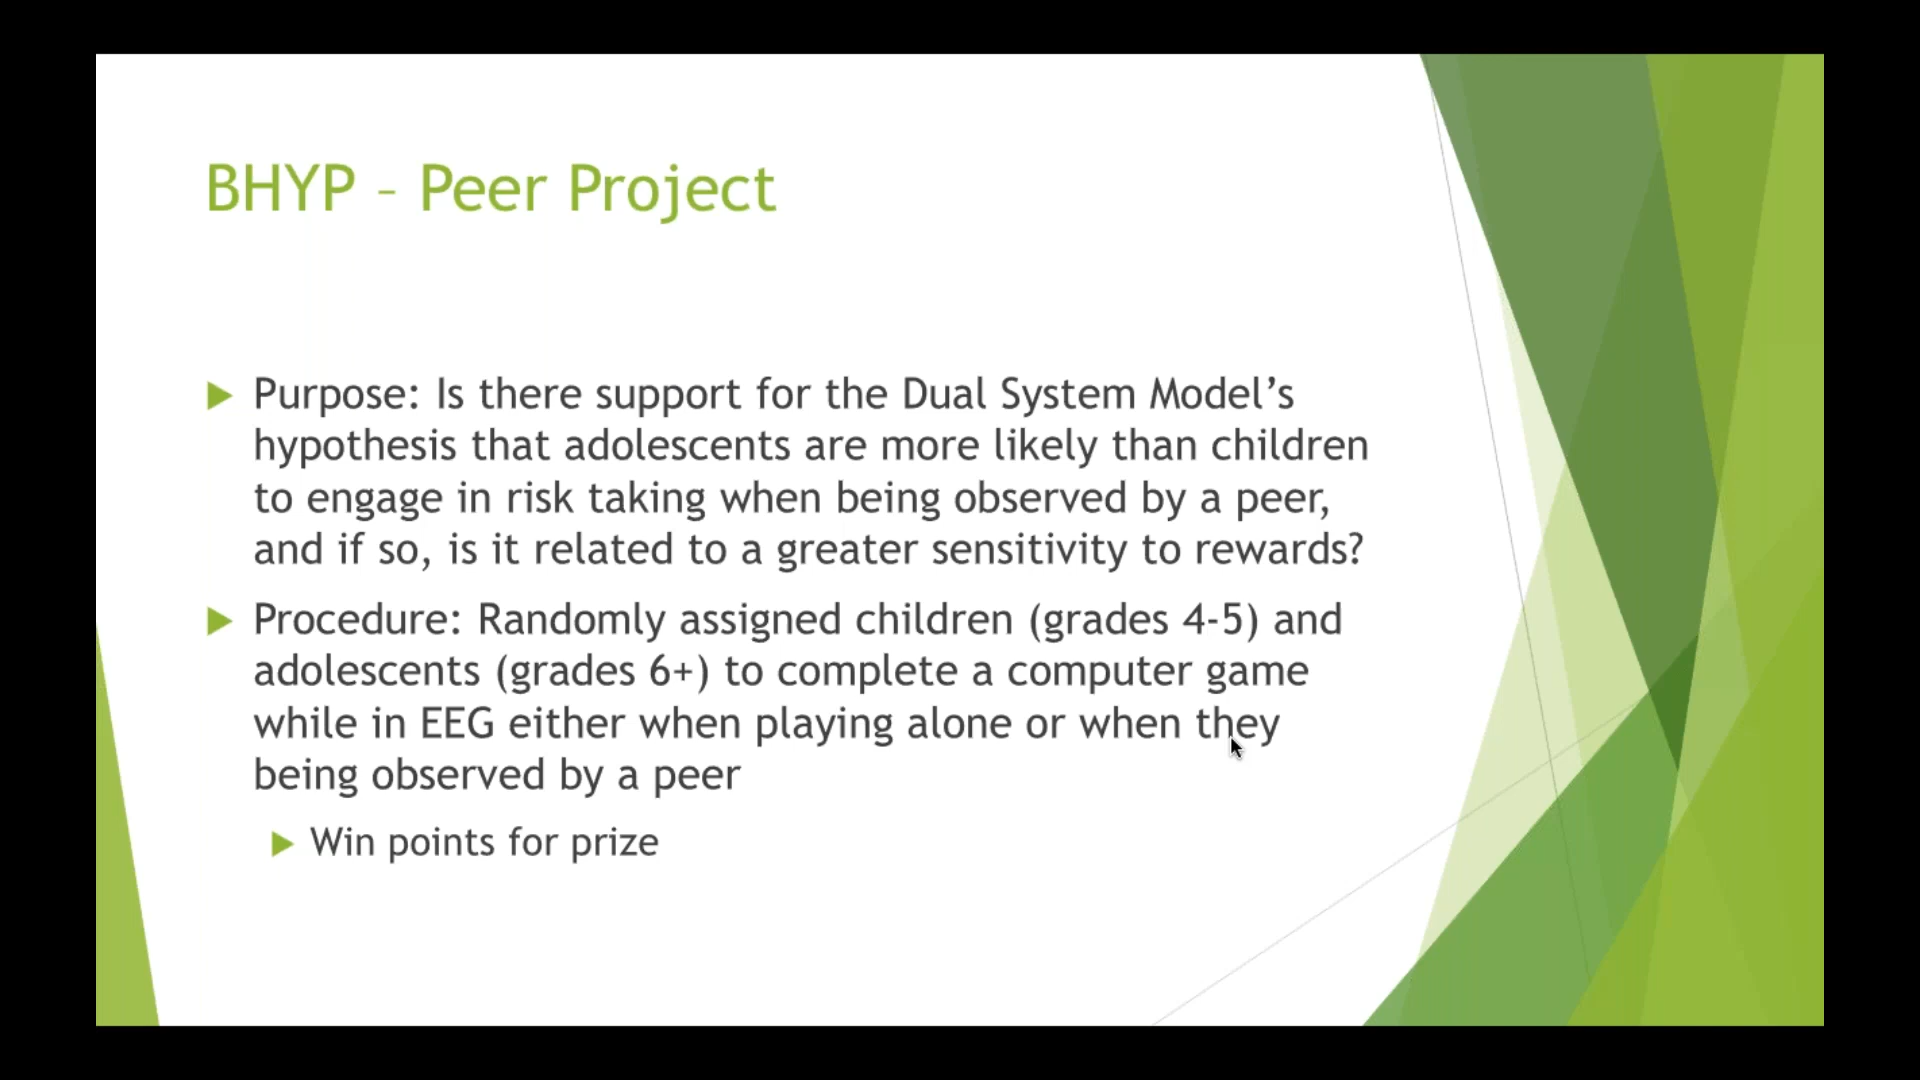 BHYP – Peer Project
Purpose: Is there support for the Dual System Model’s
hypothesis that adolescents are more likely than children
to engage in risk taking when being observed by a peer,
and if so, is it related to a greater sensitivity to rewards?
Procedure: Randomly assigned children (grades 4-5) and
adolescents (grades 6+) to complete a computer game
while in EEG either when playing alone or when they
being observed by a peer
Win points for prize